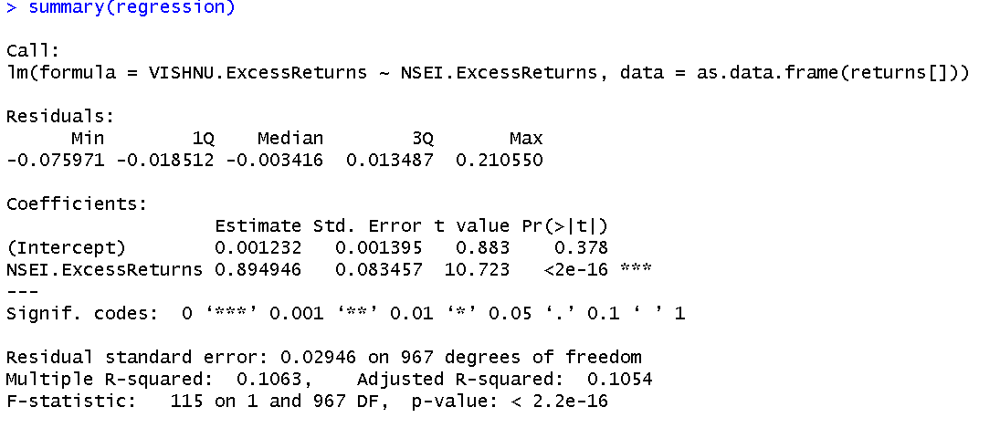 > summary(regression)
Call:
lm(formula = VISHNU.ExcessReturns ~ NSEI.ExcessReturns, data = as.data.frame(returns[]))
Residuals:
      Min        1Q    Median        3Q       Max
-0.075971 -0.018512 -0.003416  0.013487  0.210550
Coefficients:
                   Estimate Std. Error t value Pr(>|t|)
(Intercept)        0.001232   0.001395   0.883    0.378
NSEI.ExcessReturns 0.894946   0.083457  10.723   <2e-16 ***
---
Signif. codes:  0 ‘***’ 0.001 ‘**’ 0.01 ‘*’ 0.05 ‘.’ 0.1 ‘ ’ 1
Residual standard error: 0.02946 on 967 degrees of freedom
Multiple R-squared:  0.1063,    Adjusted R-squared:  0.1054
F-statistic:   115 on 1 and 967 DF,  p-value: < 2.2e-16